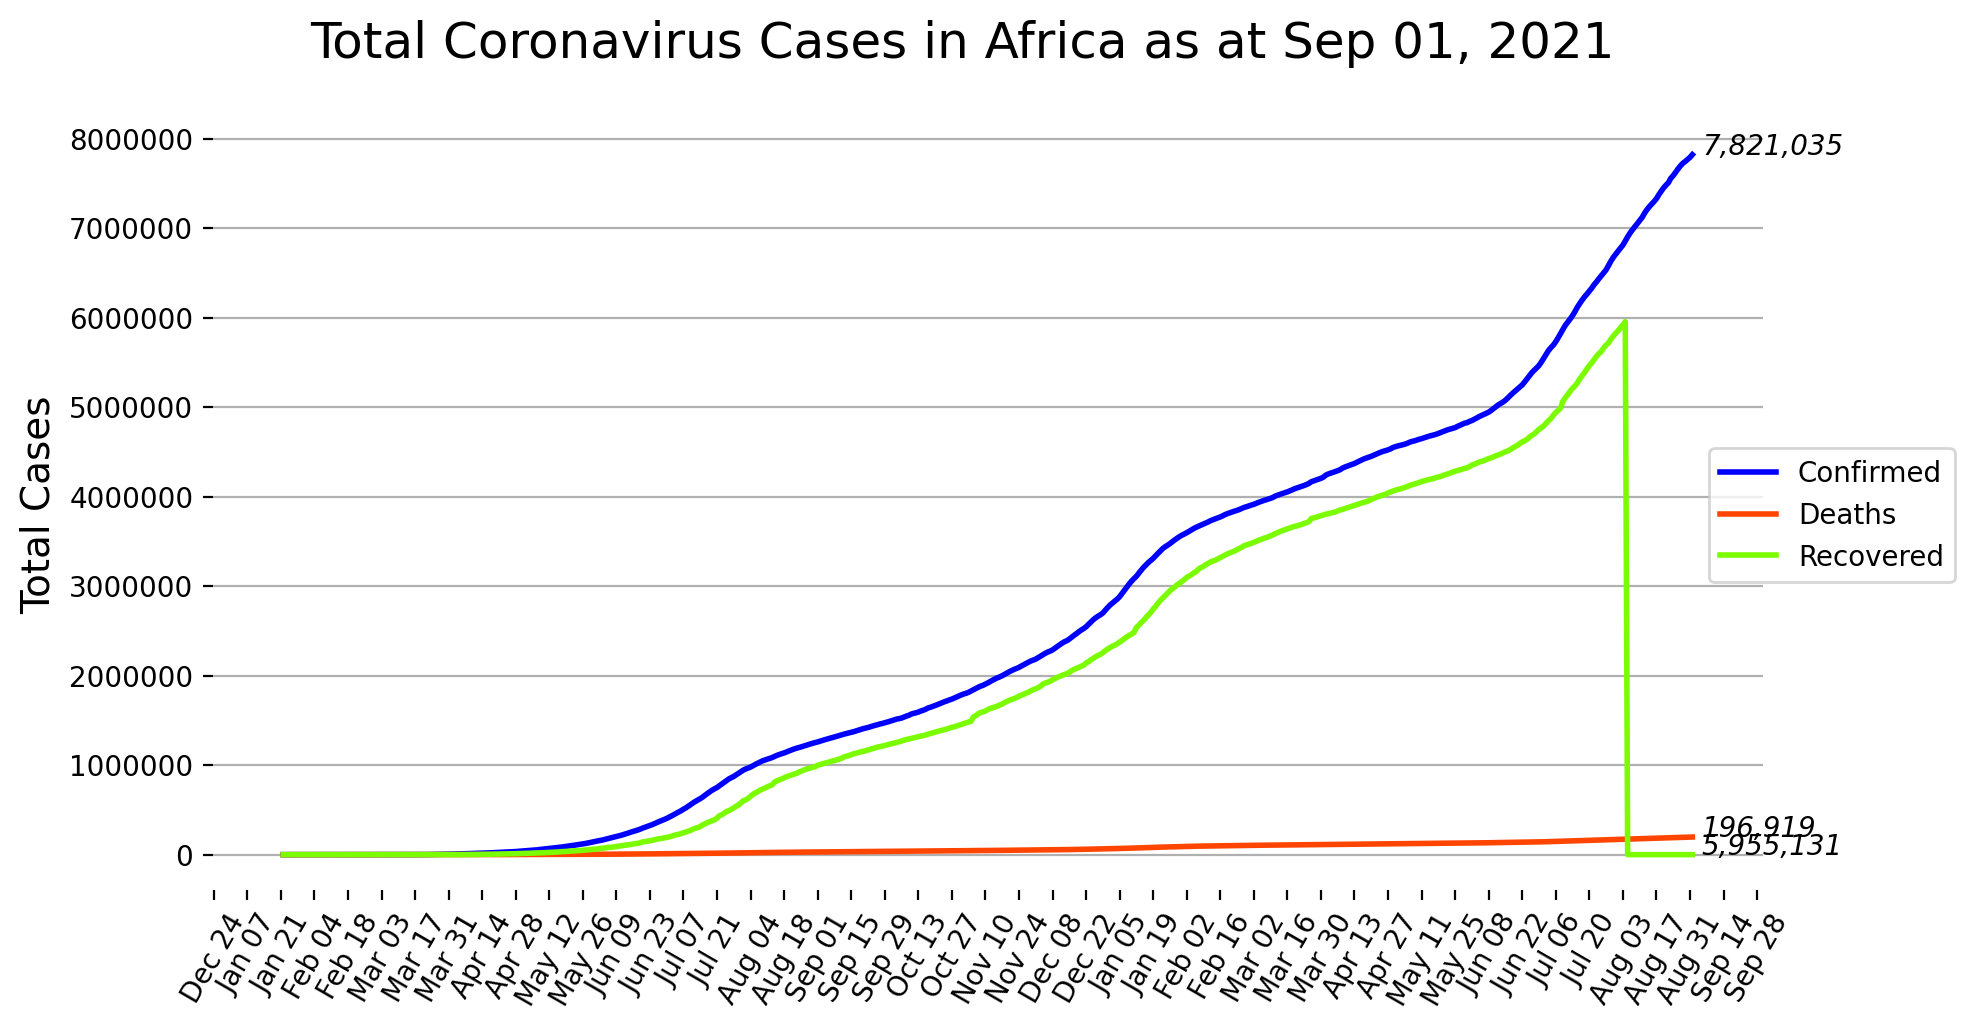 Total Coronavirus Cases in Africa as at Sep 01, 2021
Total Cases
8000000
7000000
6000000
5000000
4000000
3000000
2000000
1000000
0
7,821,035
196,919
5,955,131
Confirmed
Deaths
Recovered
Dec 24
Jan 07
Jan 21
Feb 04
Feb 18
Mar 03
Mar 17
Mar 31
Apr 14
Apr 28
May 12
May 26
Jun 09
Jun 23
Jul 07
Jul 21
Aug 04
Aug 18
Sep 01
Sep 15
Sep 29
Oct 13
Oct 27
Nov 10
Nov 24
Dec 08
Dec 22
Jan 05
Jan 19
Feb 02
Feb 16
Mar 02
Mar 16
Mar 30
Apr 13
Apr 27
May 11
May 25
Jun 08
Jun 22
Jul 06
Jul 20
Aug 03
Aug 17
Aug 31
Sep 14
Sep 28